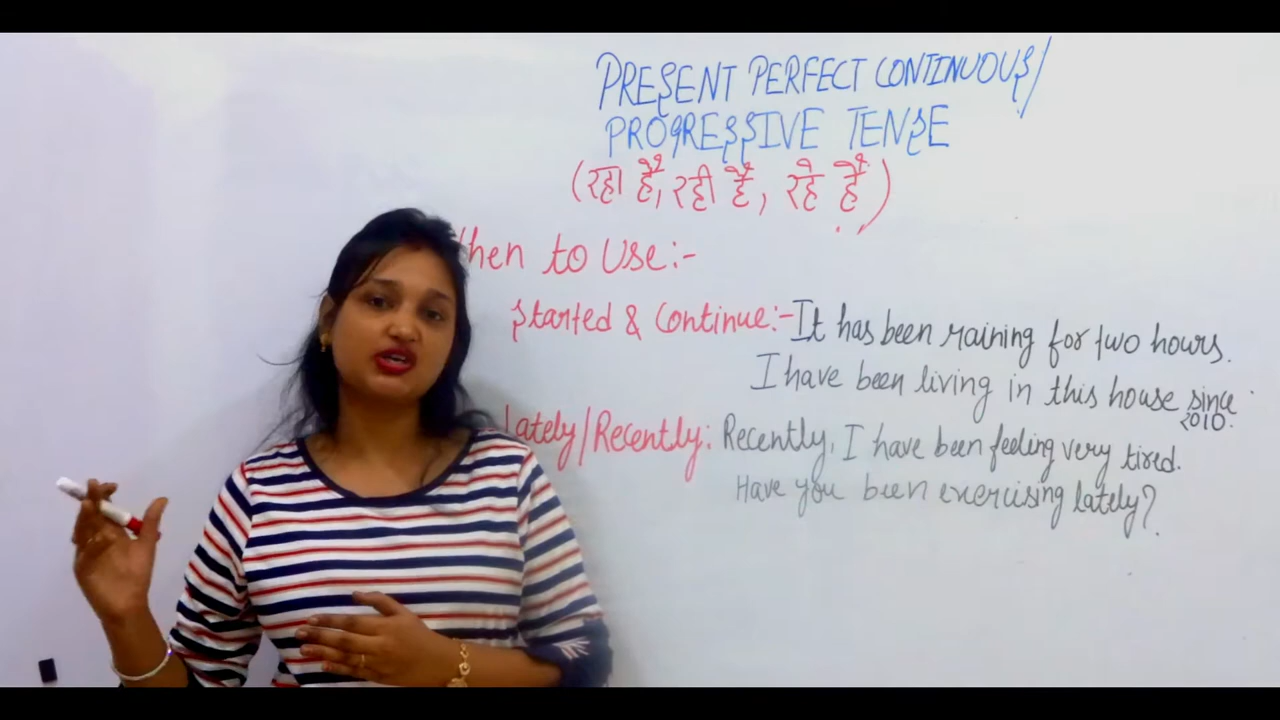 PRESENT PERFECT CONTINUOUS/
PROGRESSIVE TENSE
(रहा है, रही है, रहे हैं)
hen to Use:-
Started & Continue:- It has been raining for two hours.
I have been living in this house since
2010.
Lately/Recently: Recently, I have been feeling very tired.
Have you been exercising lately?